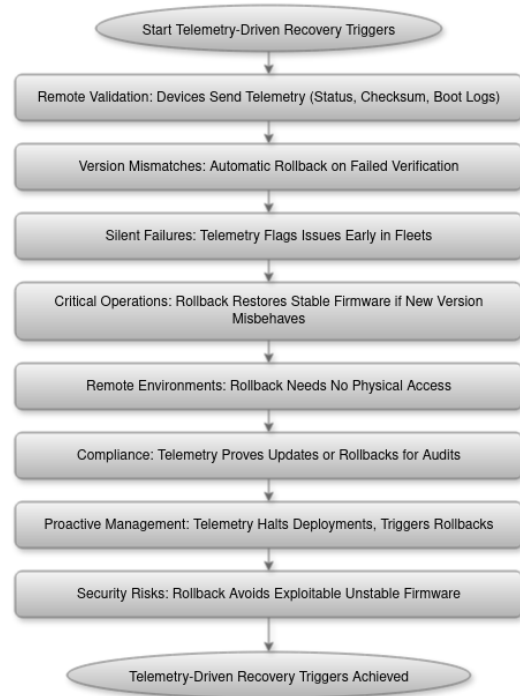 Start Telemetry-Driven Recovery Triggers
Remote Validation: Devices Send Telemetry (Status, Checksum, Boot Logs)
Version Mismatches: Automatic Rollback on Failed Verification
Silent Failures: Telemetry Flags Issues Early in Fleets
Critical Operations: Rollback Restores Stable Firmware if New Version
Misbehaves
Remote Environments: Rollback Needs No Physical Access
Compliance: Telemetry Proves Updates or Rollbacks for Audits
Proactive Management: Telemetry Halts Deployments, Triggers Rollbacks
Security Risks: Rollback Avoids Exploitable Unstable Firmware
Telemetry-Driven Recovery Triggers Achieved